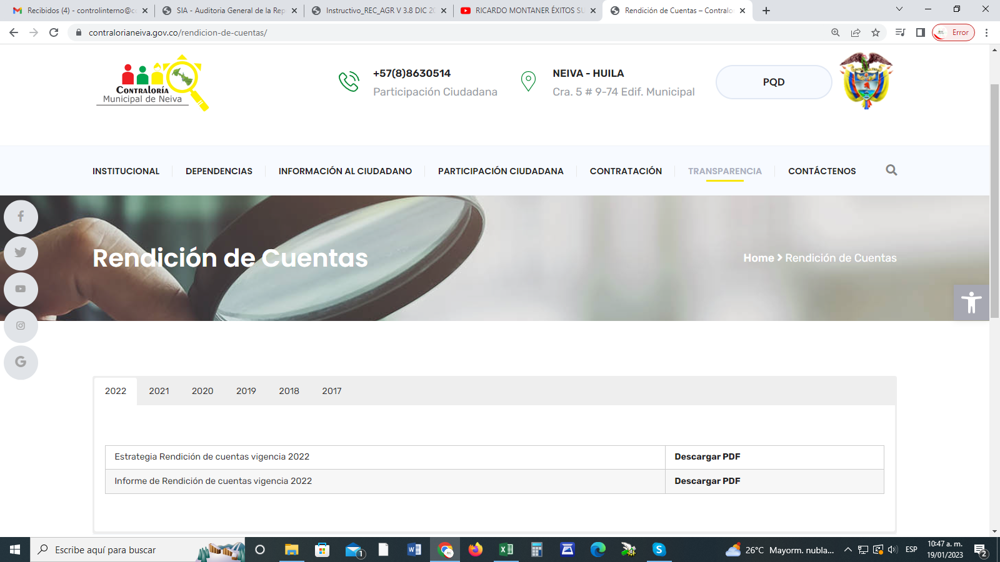 Recibidos (4) - controlinterno@c
SIA - Auditoria General de la Rep
Instructivo_REC_AGR V 3.8 DIC 20
RICARDO MONTANER ÉXITOS SU
Rendición de Cuentas – Contralo
contralorianeiva.gov.co/rendicion-de-cuentas/
Error
CONTRALORÍA
Municipal de Neiva
+57(8)8630514
Participación Ciudadana
NEIVA - HUILA
Cra. 5 # 9-74 Edif. Municipal
PQD
INSTITUCIONAL
DEPENDENCIAS
INFORMACIÓN AL CIUDADANO
PARTICIPACIÓN CIUDADANA
CONTRATACIÓN
TRANSPARENCIA
CONTÁCTENOS
Rendición de Cuentas
Home > Rendición de Cuentas
2022 2021 2020 2019 2018 2017
Estrategia Rendición de cuentas vigencia 2022 Descargar PDF
Informe de Rendición de cuentas vigencia 2022 Descargar PDF
Escribe aquí para buscar
1
26°C Mayorm. nubla...
ESP
10:47 a. m.
19/01/2023
2